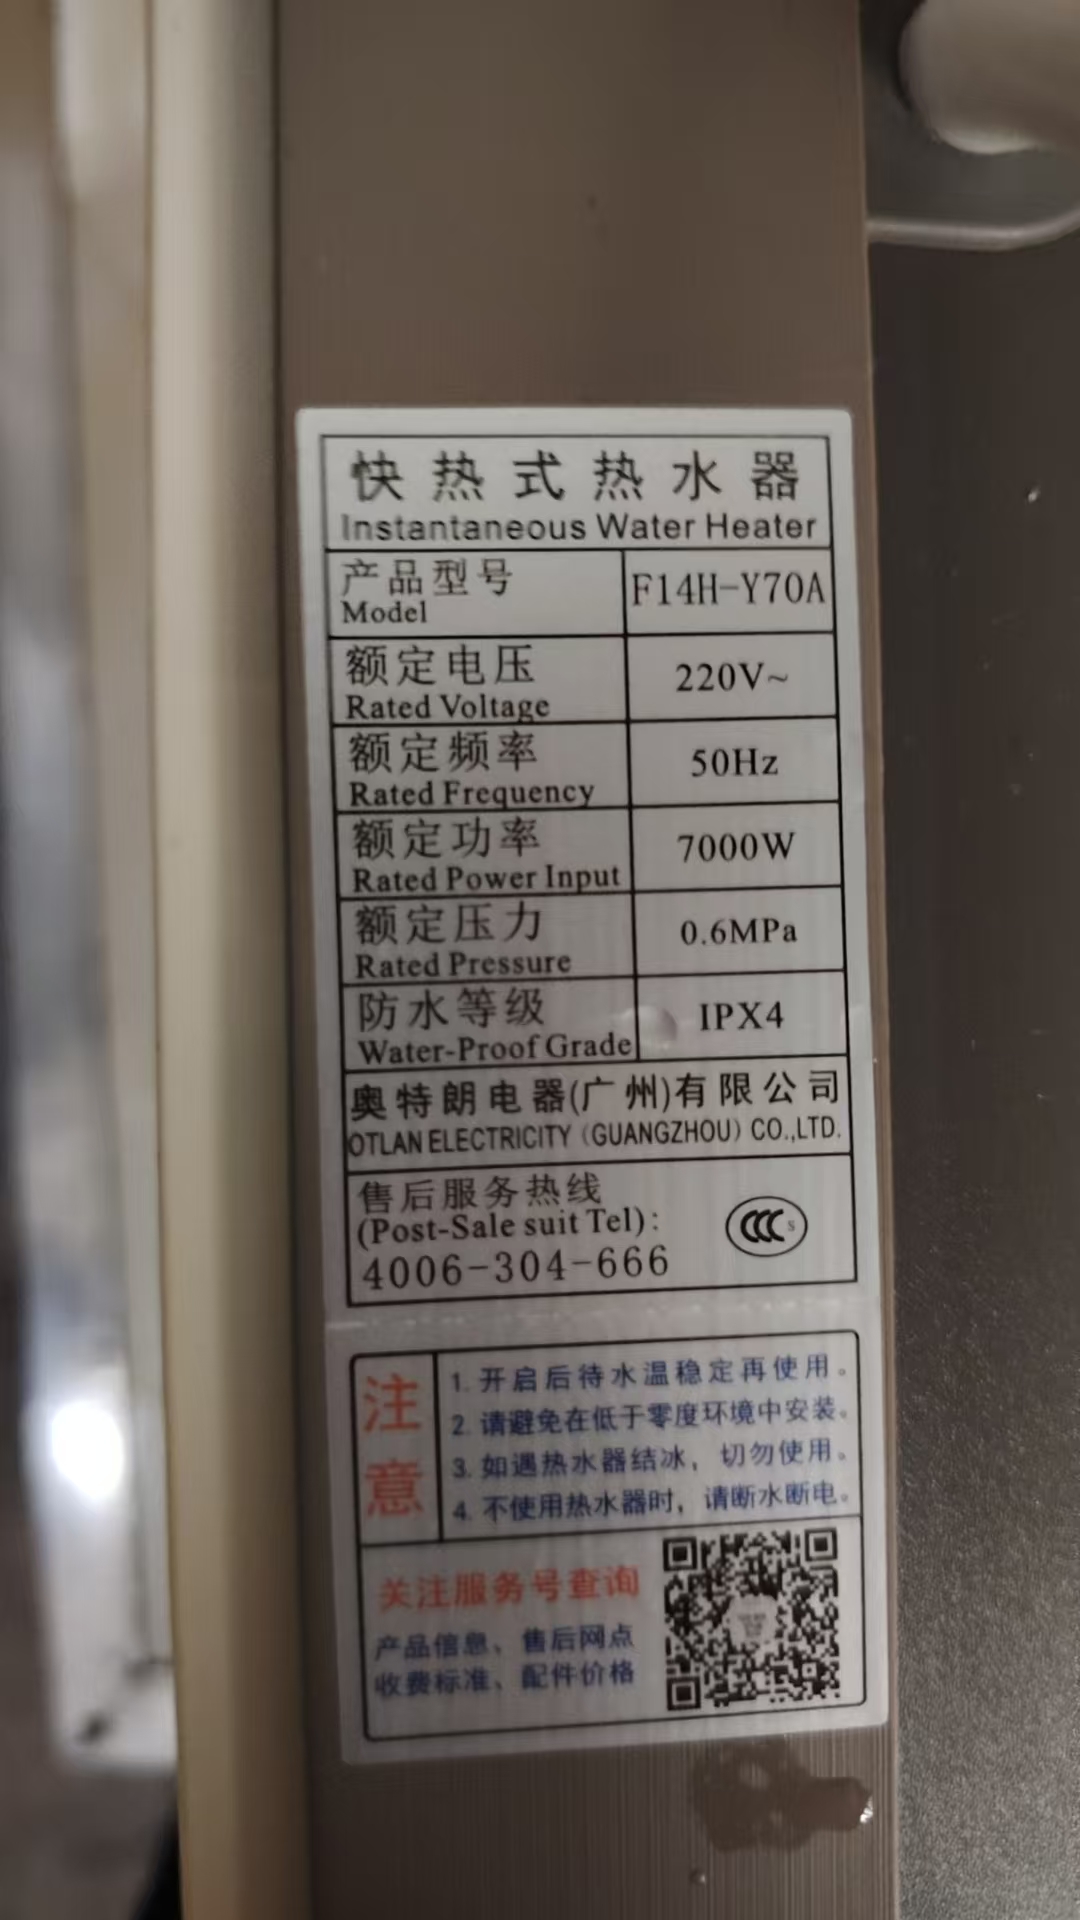 快热式热水器
Instantaneous Water Heater
产品型号 F14H-Y70A
Model
额定电压 220V~
Rated Voltage
额定频率 50Hz
Rated Frequency
额定功率 7000W
Rated Power Input
额定压力 0.6MPa
Rated Pressure
防水等级 IPX4
Water-Proof Grade
奥特朗电器(广州)有限公司
OTLAN ELECTRICITY (GUANGZHOU) CO.,LTD.
售后服务热线
(Post-Sale suit Tel):
4006-304-666
CCC S
注意
1. 开启后待水温稳定再使用。
2. 请避免在低于零度环境中安装。
3. 如遇热水器结冰，切勿使用。
4. 不使用热水器时，请断水断电。
关注服务号查询
产品信息、售后网点
收费标准、配件价格